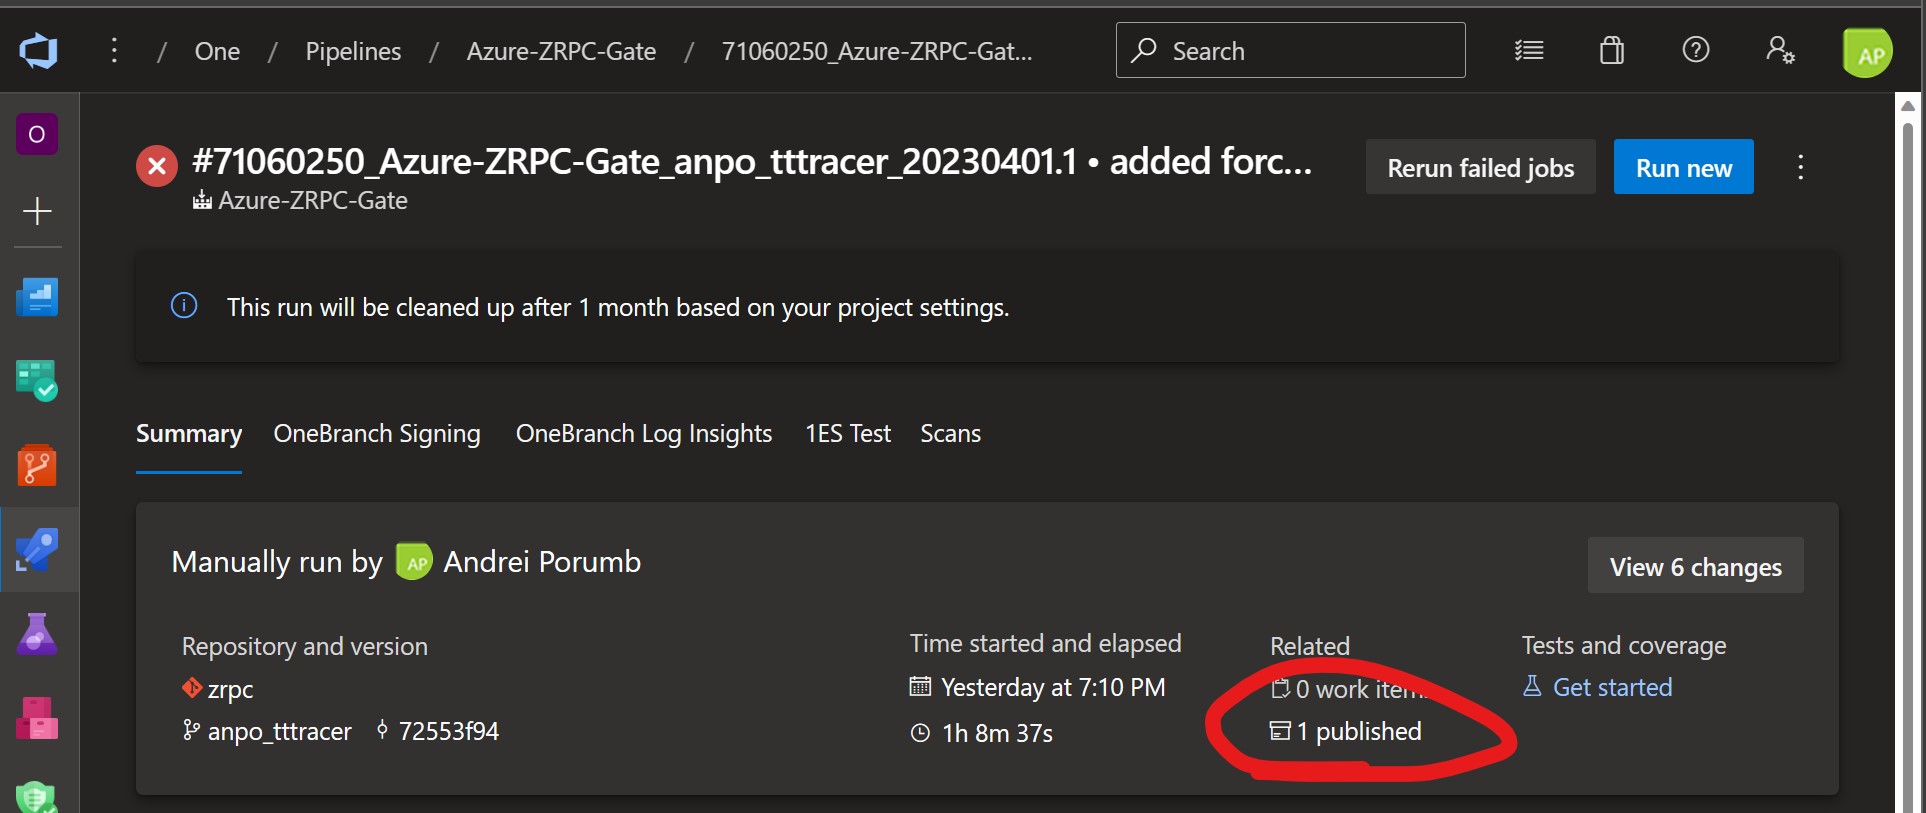 / One / Pipelines / Azure-ZRPC-Gate / 71060250_Azure-ZRPC-Gat...
Search
AP
O
#71060250_Azure-ZRPC-Gate_anpo_tttracer_20230401.1 • added forc...
Rerun failed jobs
Run new
Azure-ZRPC-Gate
This run will be cleaned up after 1 month based on your project settings.
Summary OneBranch Signing OneBranch Log Insights 1ES Test Scans
Manually run by AP Andrei Porumb
View 6 changes
Repository and version
zrpc
anpo_tttracer 72553f94
Time started and elapsed
Yesterday at 7:10 PM
1h 8m 37s
Related
0 work item
1 published
Tests and coverage
Get started